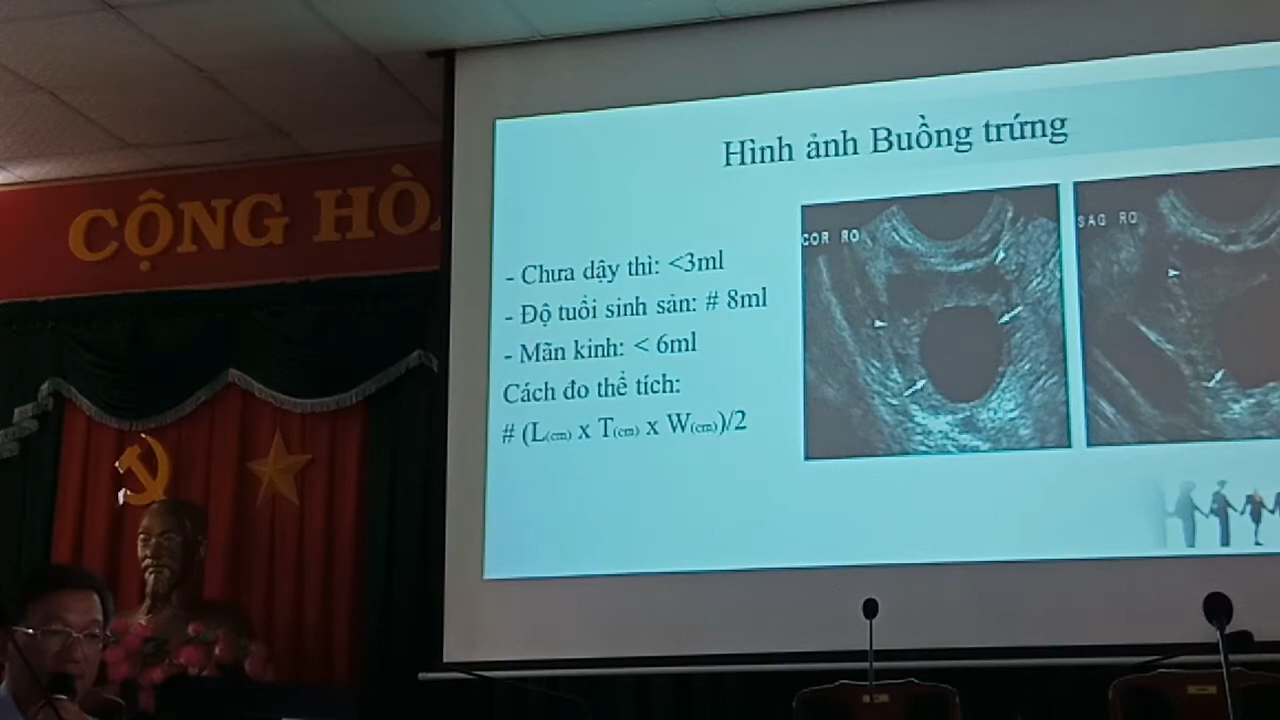 CỘNG HÒA
Hình ảnh Buồng trứng
- Chưa dậy thì: <3ml
- Độ tuổi sinh sản: # 8ml
- Mãn kinh: < 6ml
Cách đo thể tích:
# (L(cm) x T(cm) x W(cm))/2
COR RO
SAG RO